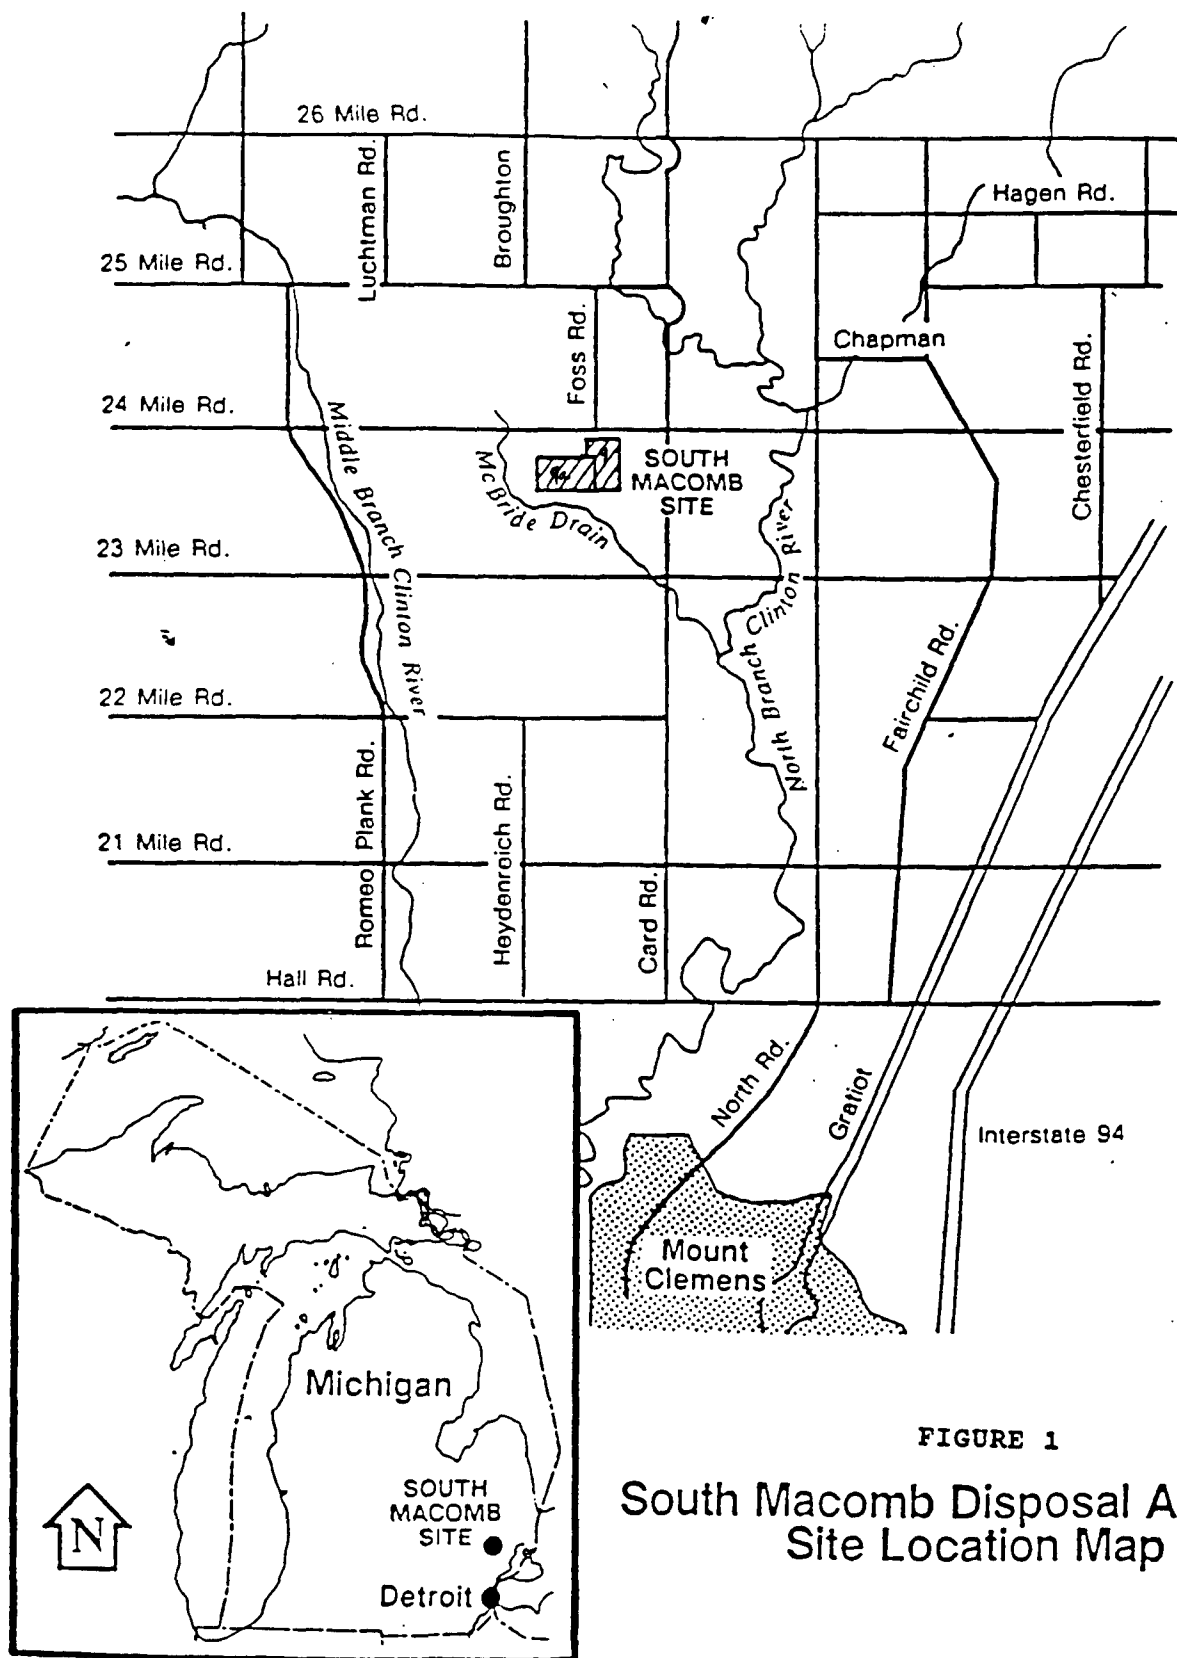 26 Mile Rd.
Luchtman Rd.
Broughton
Hagen Rd.
25 Mile Rd.
Foss Rd.
Chapman
Chesterfield Rd.
24 Mile Rd.
Middle Branch Clinton River
McBride Drain
SOUTH
MACOMB
SITE
North Branch Clinton River
23 Mile Rd.
Fairchild Rd.
22 Mile Rd.
Romeo Plank Rd.
Heydenreich Rd.
21 Mile Rd.
Card Rd.
Hall Rd.
North Rd.
Gratiot
Interstate 94
Mount
Clemens
Michigan
SOUTH
MACOMB
SITE
Detroit
N
FIGURE 1
South Macomb Disposal A
Site Location Map